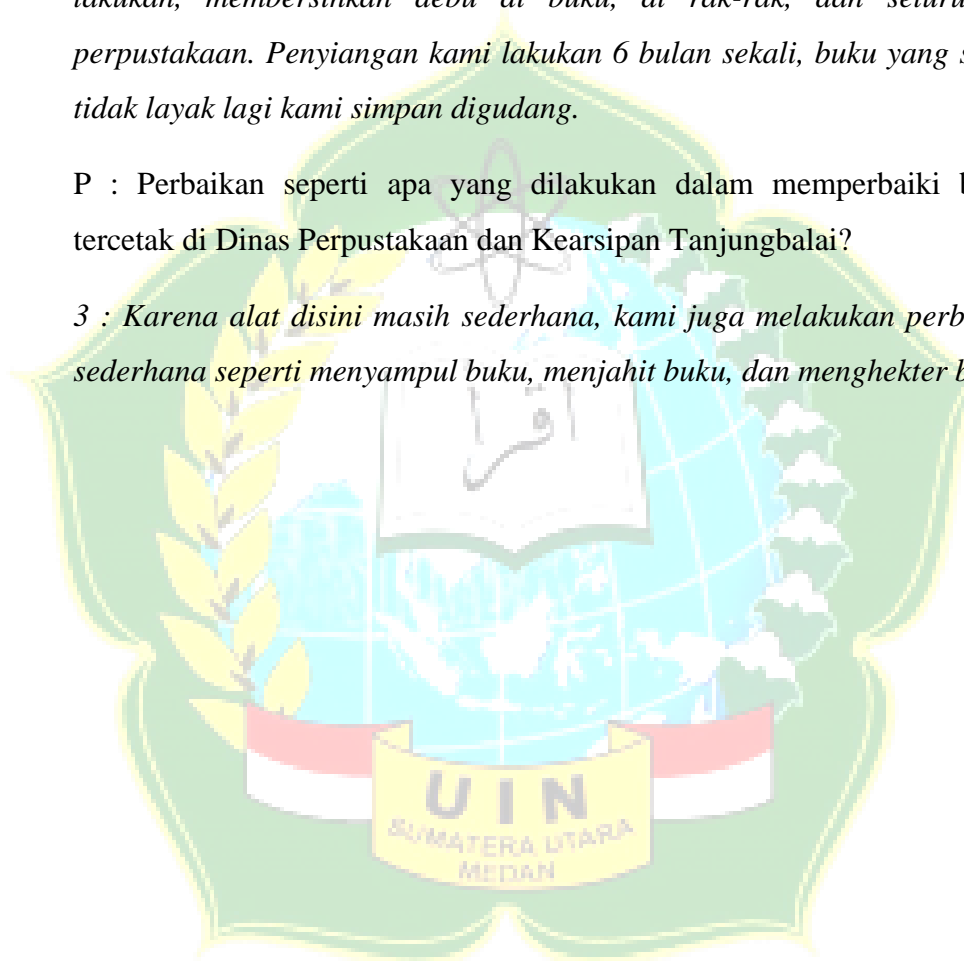 lakukan, membersihkan debu di buku, di rak-rak, dan
perpustakaan. Penyiangan kami lakukan 6 bulan sekali, buku yang
tidak layak lagi kami simpan digudang.
P : Perbaikan seperti apa yang dilakukan dalam memperbaiki
tercetak di Dinas Perpustakaan dan Kearsipan Tanjungbalai?
3 : Karena alat disini masih sederhana, kami juga melakukan
sederhana seperti menyampul buku, menjahit buku, dan menghekter
UIN
SUMATERA UTARA
MEDAN